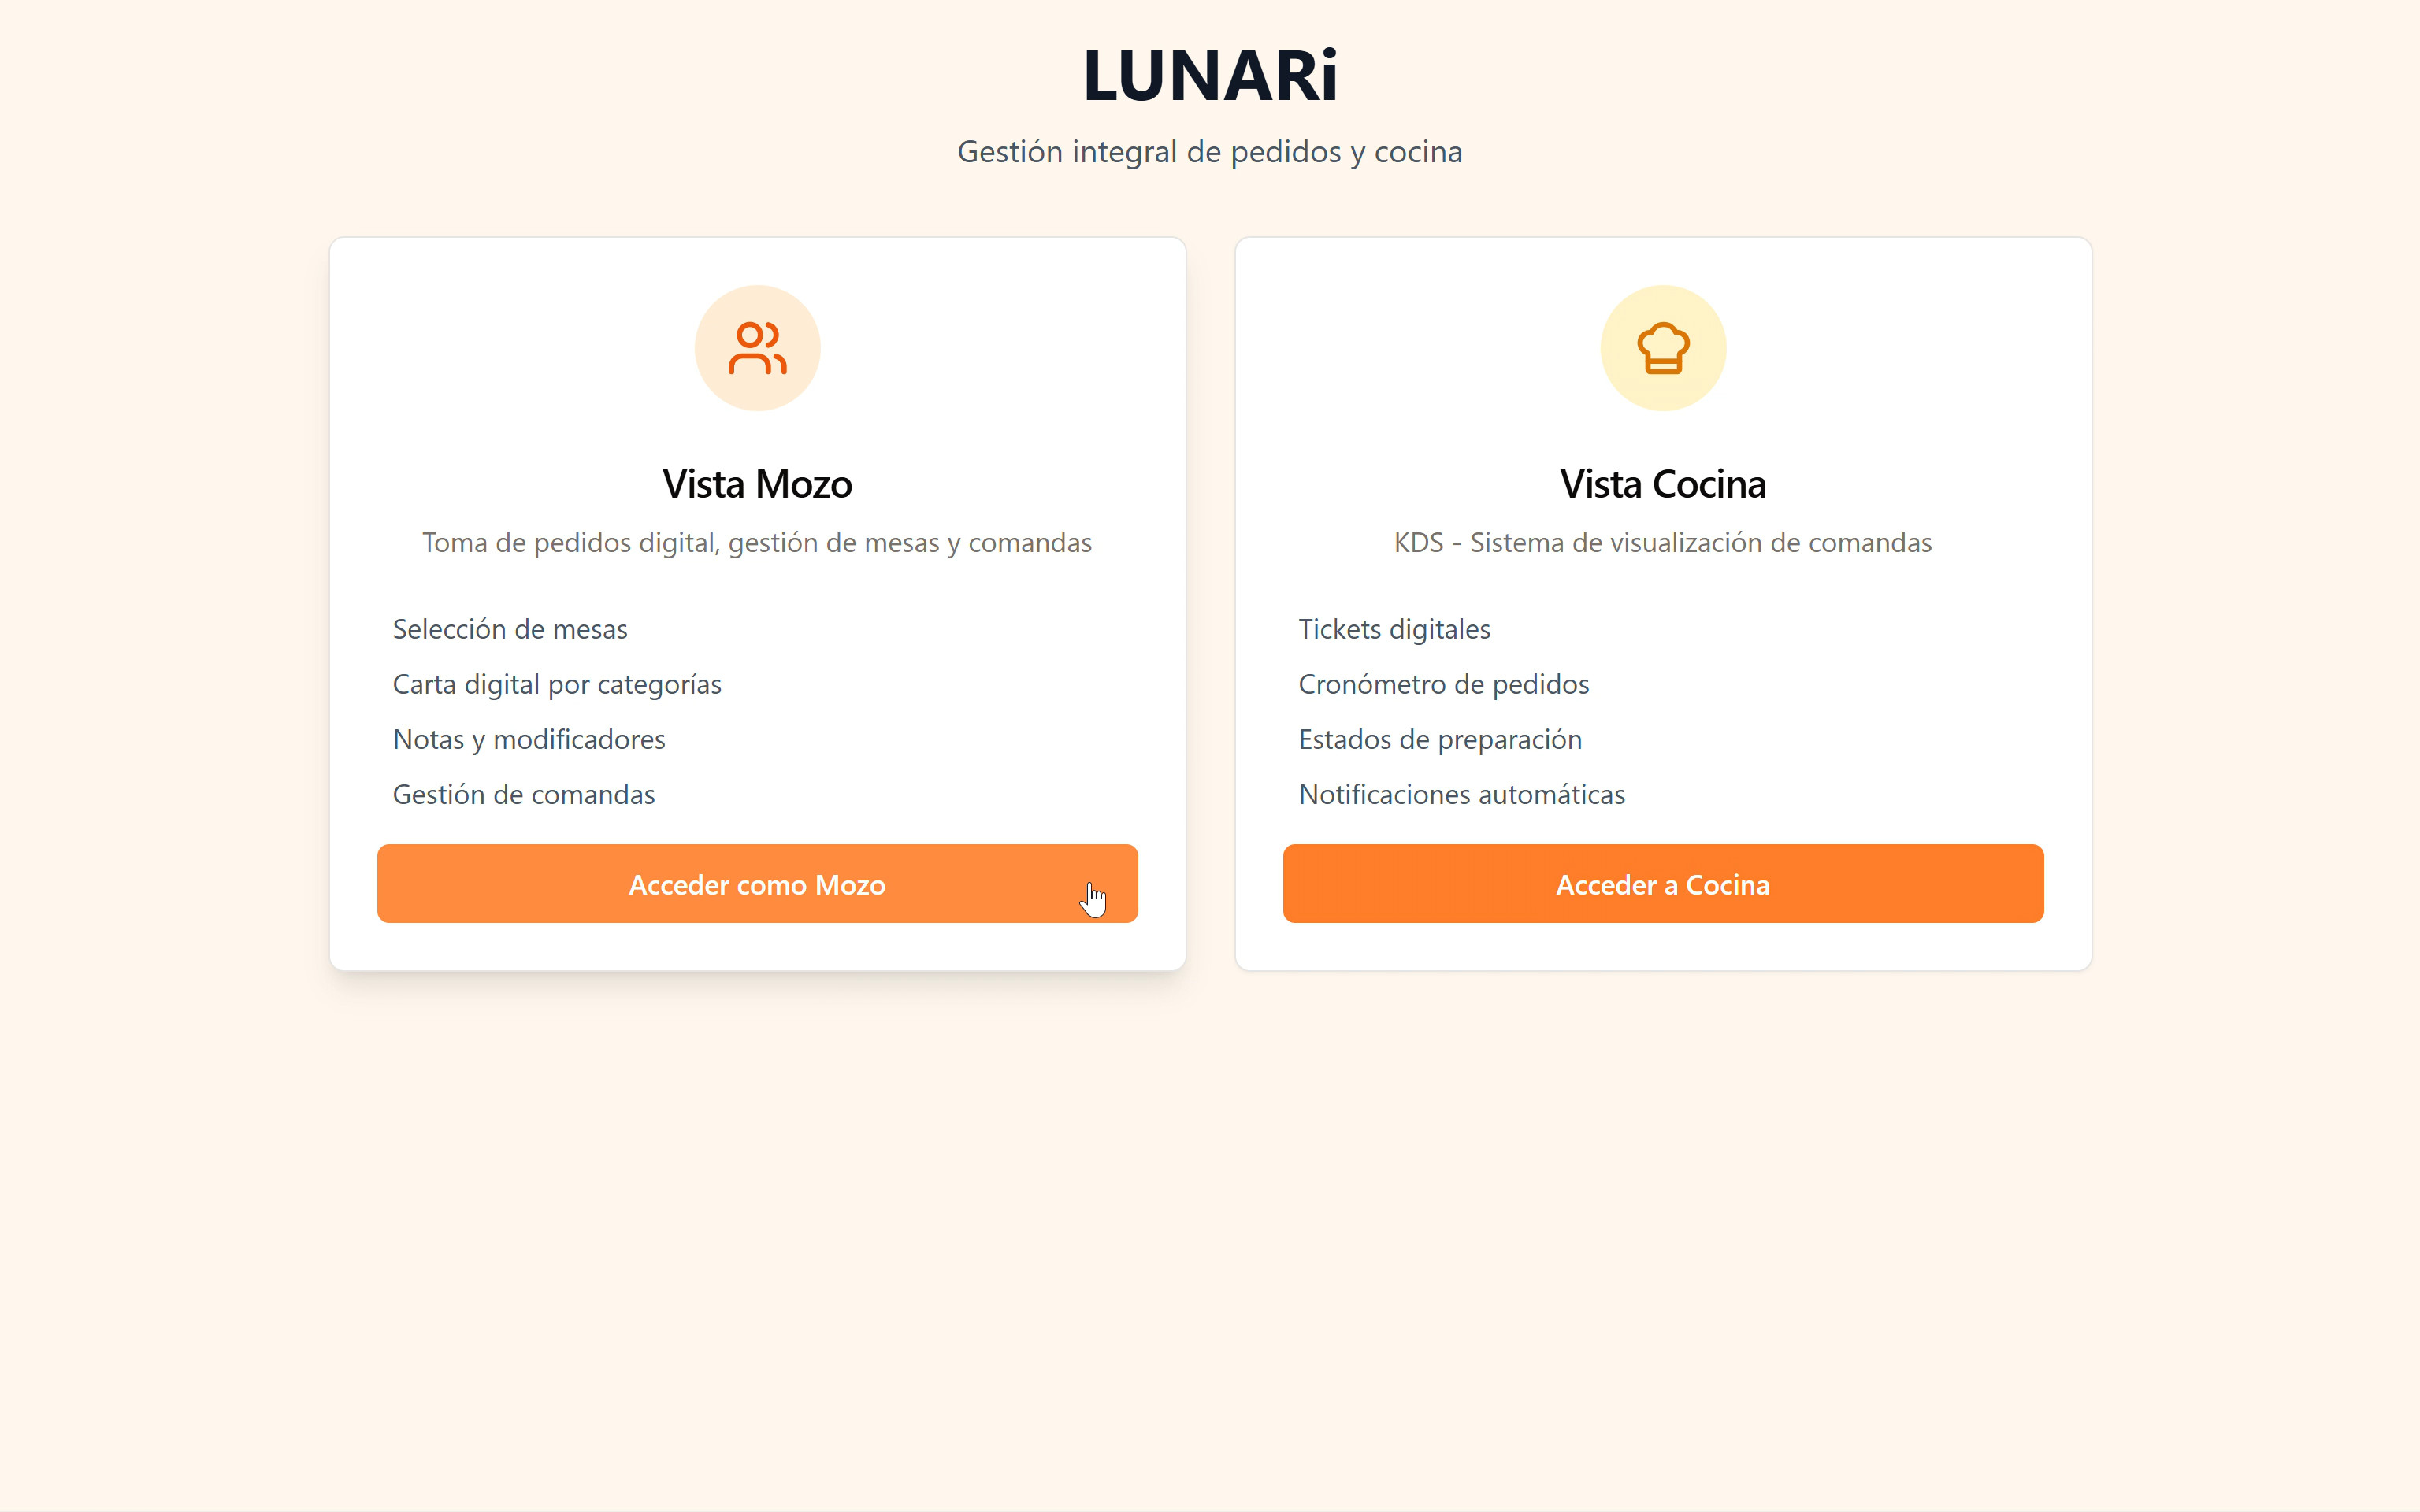 LUNARi
Gestión integral de pedidos y cocina
Vista Mozo
Toma de pedidos digital, gestión de mesas y comandas
Selección de mesas
Carta digital por categorías
Notas y modificadores
Gestión de comandas
Acceder como Mozo
Vista Cocina
KDS - Sistema de visualización de comandas
Tickets digitales
Cronómetro de pedidos
Estados de preparación
Notificaciones automáticas
Acceder a Cocina